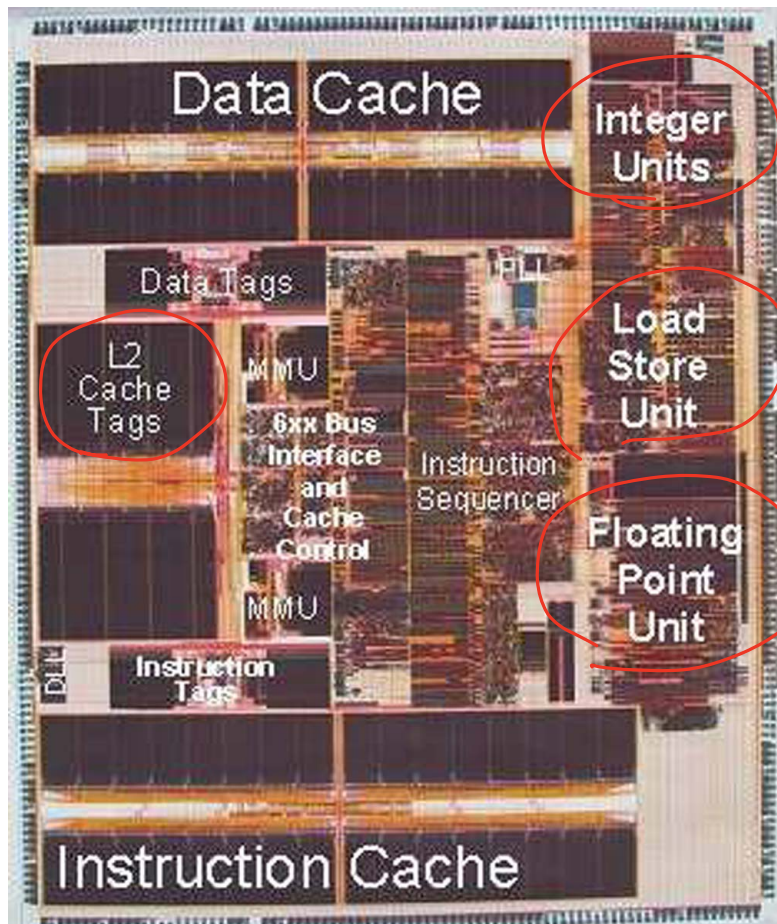 Data Cache
Integer
Units
Data Tags
PLL
L2
Cache
Tags
MMU
Load
Store
Unit
6xx Bus
Interface
and
Cache
Control
Instruction
Sequencer
Floating
Point
Unit
MMU
DLL
Instruction
Tags
Instruction Cache